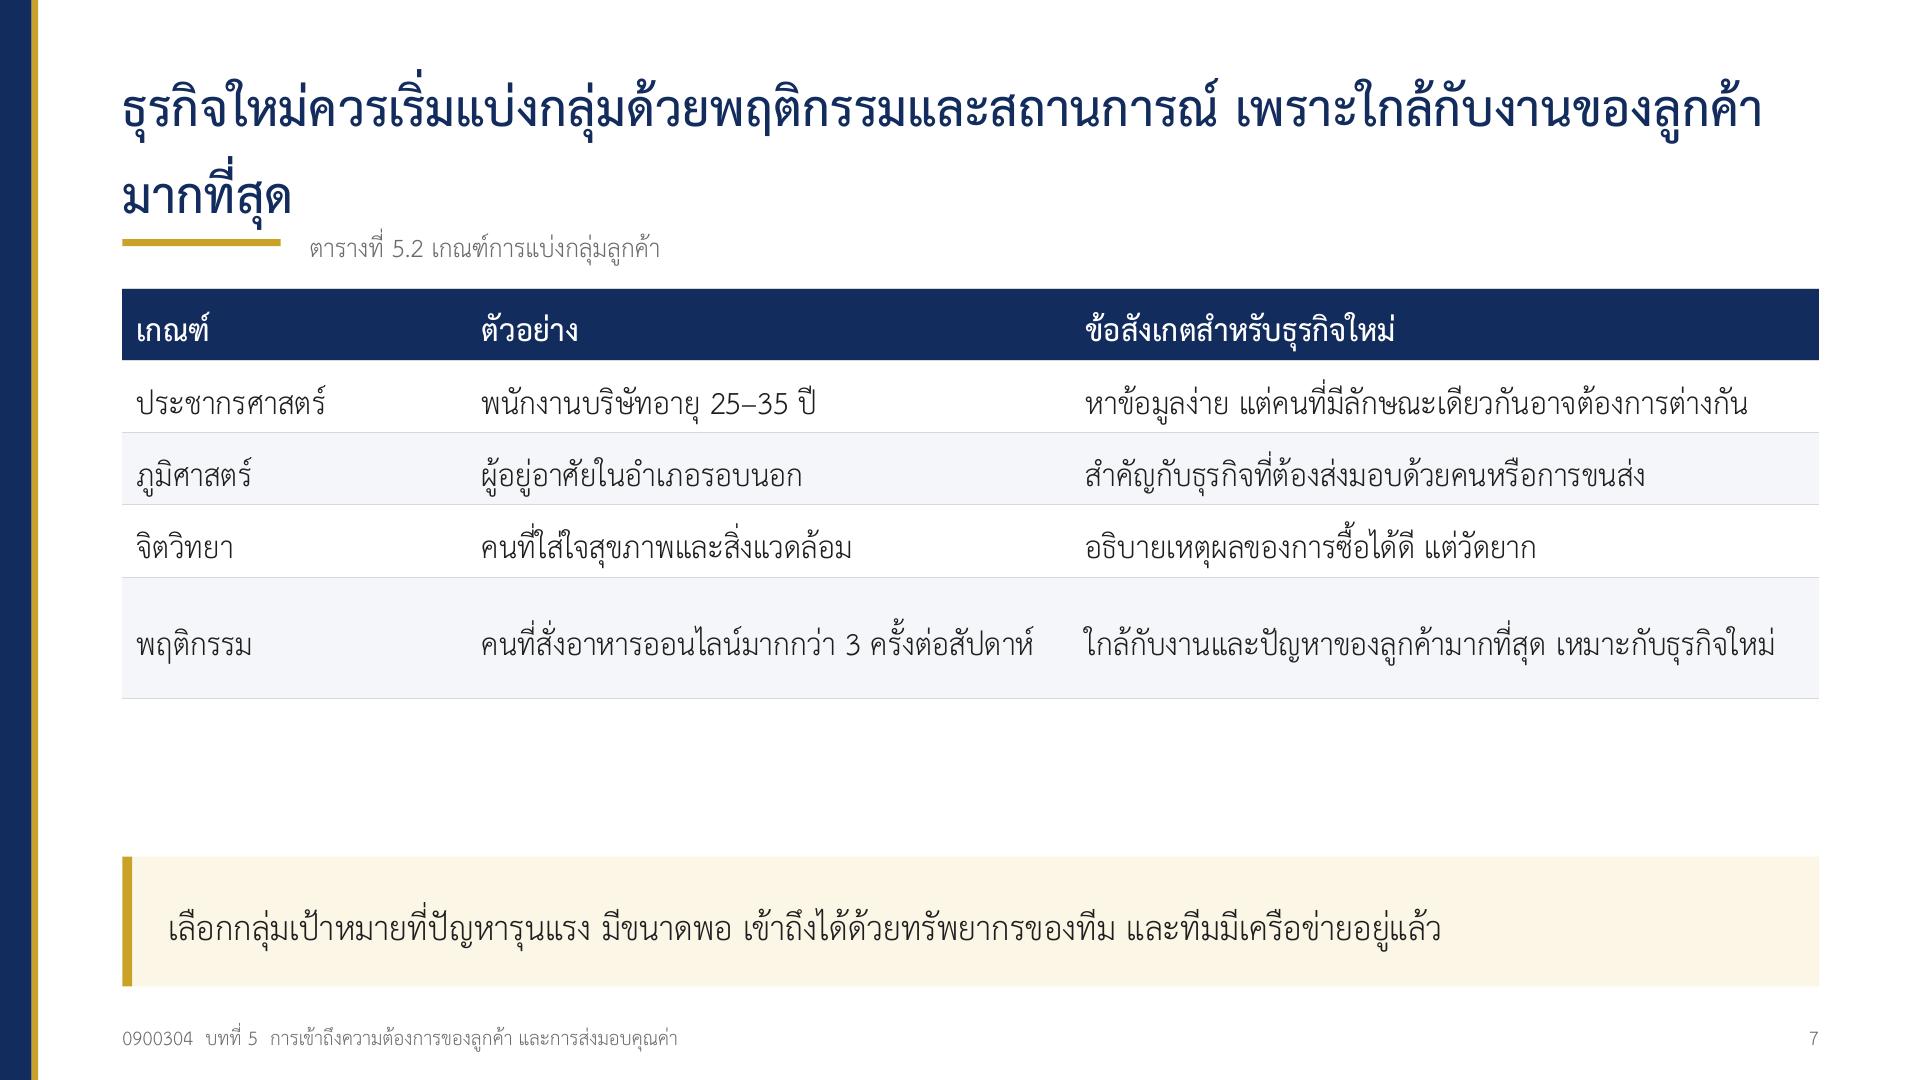 ธุรกิจใหม่ควรเริ่มแบ่งกลุ่มด้วยพฤติกรรมและสถานการณ์ เพราะใกล้กับงานของลูกค้า
มากที่สุด
ตารางที่ 5.2 เกณฑ์การแบ่งกลุ่มลูกค้า
เกณฑ์ ตัวอย่าง ข้อสังเกตสำหรับธุรกิจใหม่
ประชากรศาสตร์ พนักงานบริษัทอายุ 25–35 ปี หาข้อมูลง่าย แต่คนที่มีลักษณะเดียวกันอาจต้องการต่างกัน
ภูมิศาสตร์ ผู้อยู่อาศัยในอำเภอรอบนอก สำคัญกับธุรกิจที่ต้องส่งมอบด้วยคนหรือการขนส่ง
จิตวิทยา คนที่ใส่ใจสุขภาพและสิ่งแวดล้อม อธิบายเหตุผลของการซื้อได้ดี แต่วัดยาก
พฤติกรรม คนที่สั่งอาหารออนไลน์มากกว่า 3 ครั้งต่อสัปดาห์ ใกล้กับงานและปัญหาของลูกค้ามากที่สุด เหมาะกับธุรกิจใหม่
เลือกกลุ่มเป้าหมายที่ปัญหารุนแรง มีขนาดพอ เข้าถึงได้ด้วยทรัพยากรของทีม และทีมมีเครือข่ายอยู่แล้ว
0900304 บทที่ 5 การเข้าถึงความต้องการของลูกค้า และการส่งมอบคุณค่า 7